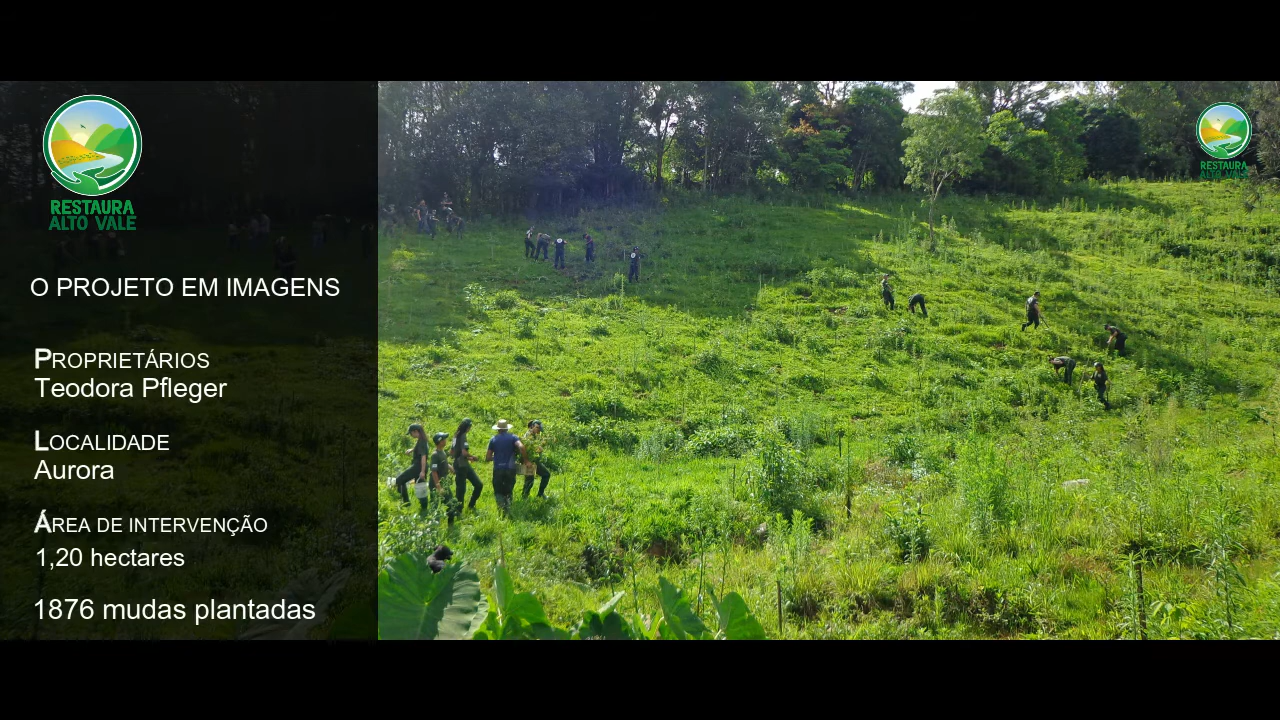 RESTAURA
ALTO VALE
O PROJETO EM IMAGENS
PROPRIETÁRIOS
Teodora Pfleger
LOCALIDADE
Aurora
ÁREA DE INTERVENÇÃO
1,20 hectares
1876 mudas plantadas
RESTAURA
ALTO VALE